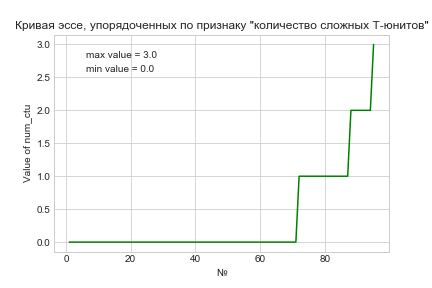 Кривая эссе, упорядоченных по признаку "количество сложных Т-юнитов"
3.0
max value = 3.0
min value = 0.0
2.5
2.0
Value of num_ctu
1.5
1.0
0.5
0.0
0 20 40 60 80
№